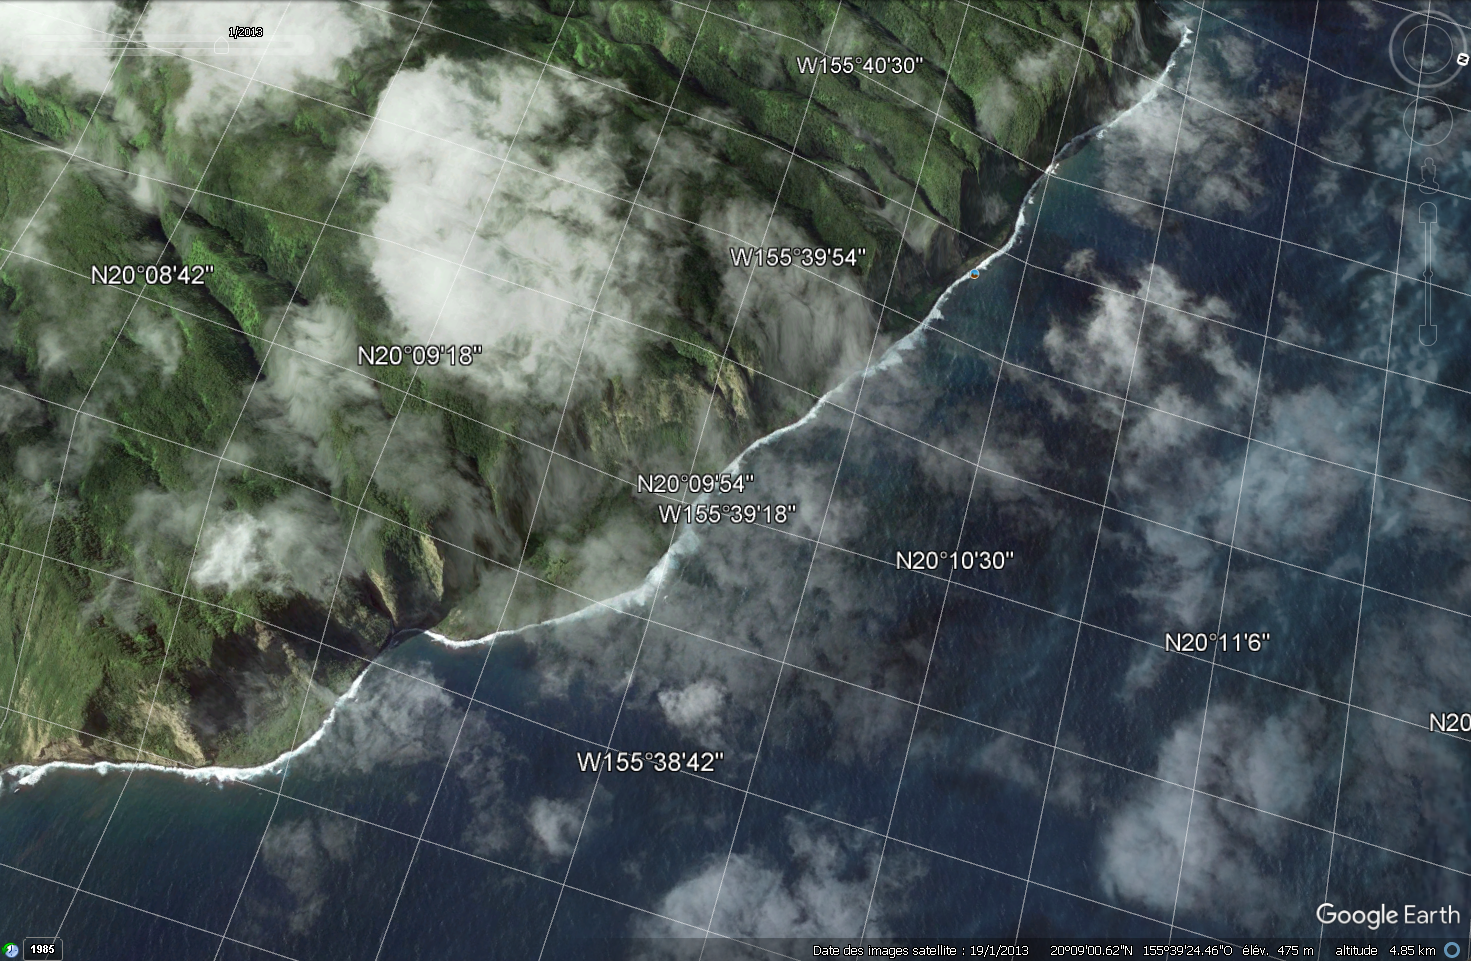 1/2013
W155°40'30"
W155°39'54"
N20°08'42"
N20°09'18"
N20°09'54"
W155°39'18"
N20°10'30"
N20°11'6"
N20
W155°38'42"
Google Earth
1985
Date des images satellite : 19/1/2013 20°09'00.62"N 155°39'24.46"O élév. 475 m altitude 4.85 km